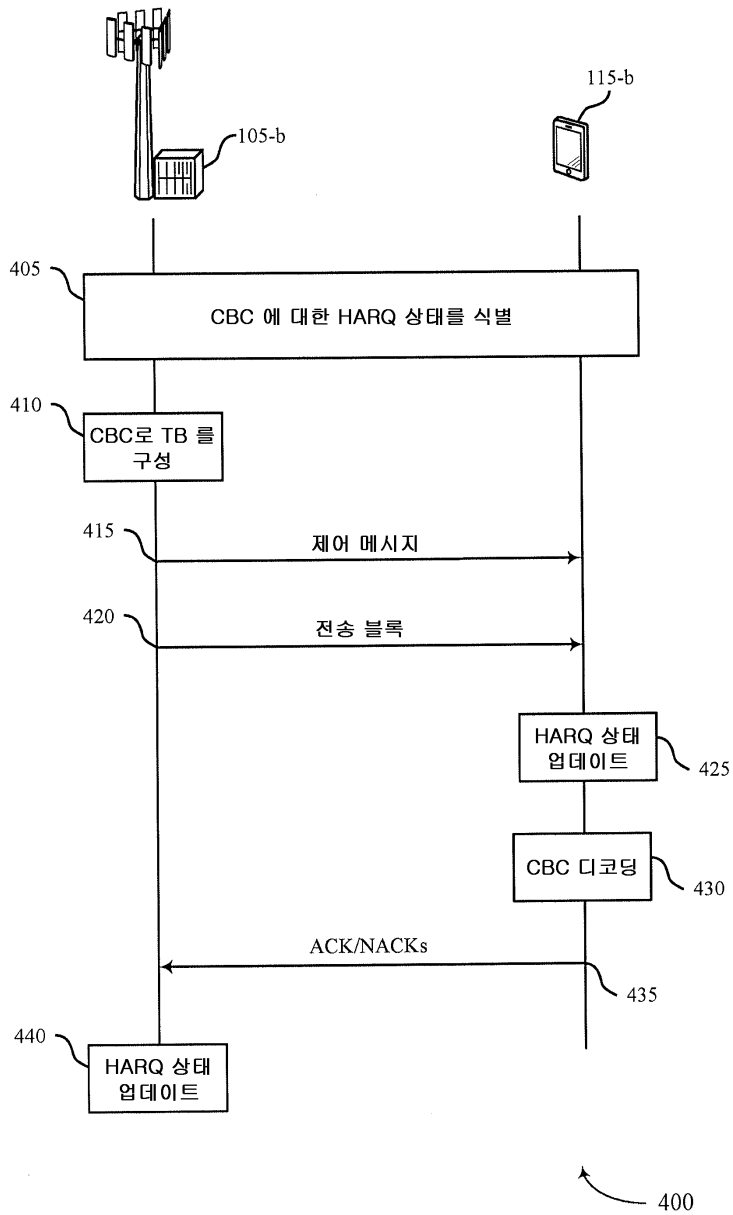 105-b
115-b
405
CBC 에 대한 HARQ 상태를 식별
410
CBC로 TB 를
구성
415
제어 메시지
420
전송 블록
HARQ 상태
업데이트
425
CBC 디코딩
430
ACK/NACKs
435
440
HARQ 상태
업데이트
400